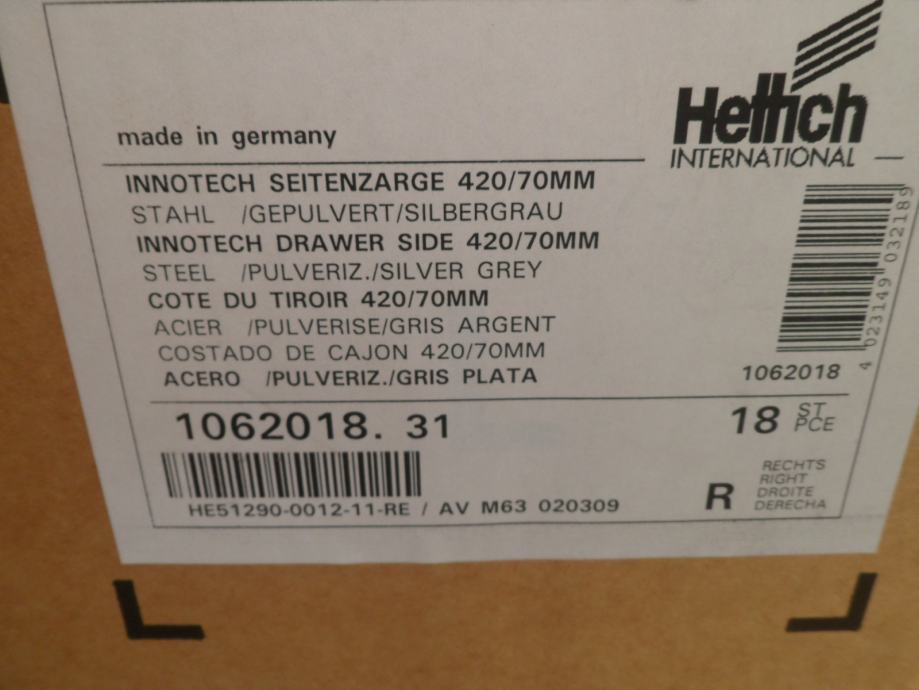 Hettich
INTERNATIONAL
made in germany
INNOTECH SEITENZARGE 420/70MM
STAHL /GEPULVERT/SILBERGRAU
INNOTECH DRAWER SIDE 420/70MM
STEEL /PULVERIZ./SILVER GREY
COTE DU TIROIR 420/70MM
ACIER /PULVERISE/GRIS ARGENT
COSTADO DE CAJON 420/70MM
ACERO /PULVERIZ./GRIS PLATA
4 023149 032189
1062018
1062018. 31
18 ST
PCE
HE51290-0012-11-RE / AV M63 020309
R
RECHTS
RIGHT
DROITE
DERECHA